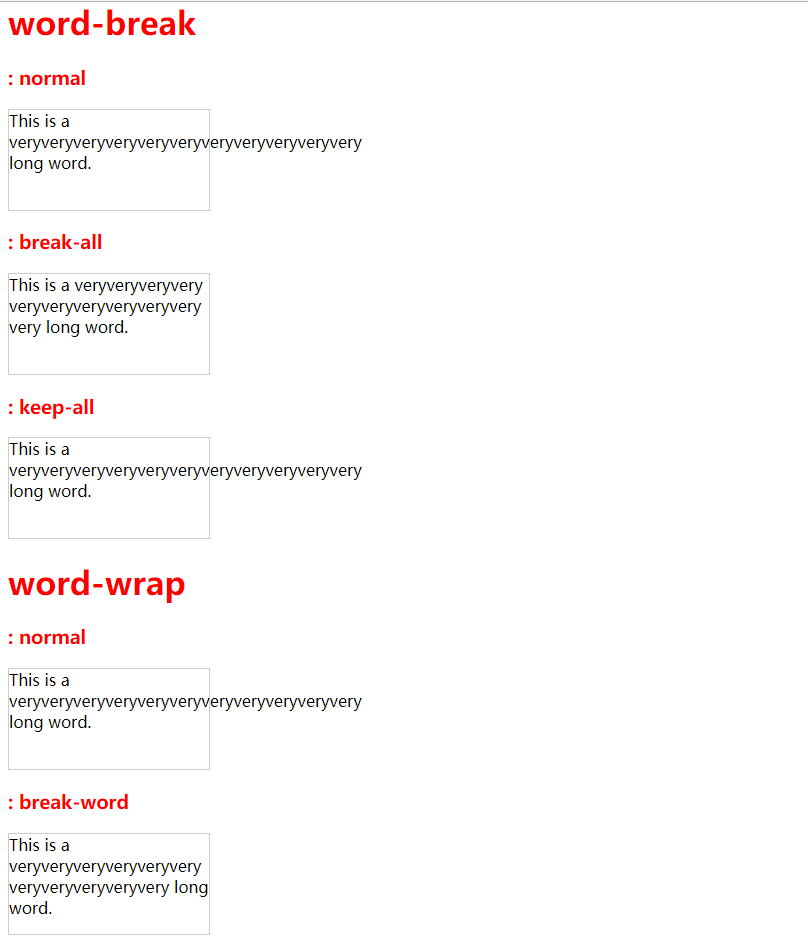 word-break
: normal
This is a
veryveryveryveryveryveryveryveryveryveryvery
long word.
: break-all
This is a veryveryveryvery
veryveryveryveryveryvery
very long word.
: keep-all
This is a
veryveryveryveryveryveryveryveryveryveryvery
long word.
word-wrap
: normal
This is a
veryveryveryveryveryveryveryveryveryveryvery
long word.
: break-word
This is a
veryveryveryveryveryvery
veryveryveryveryvery long
word.